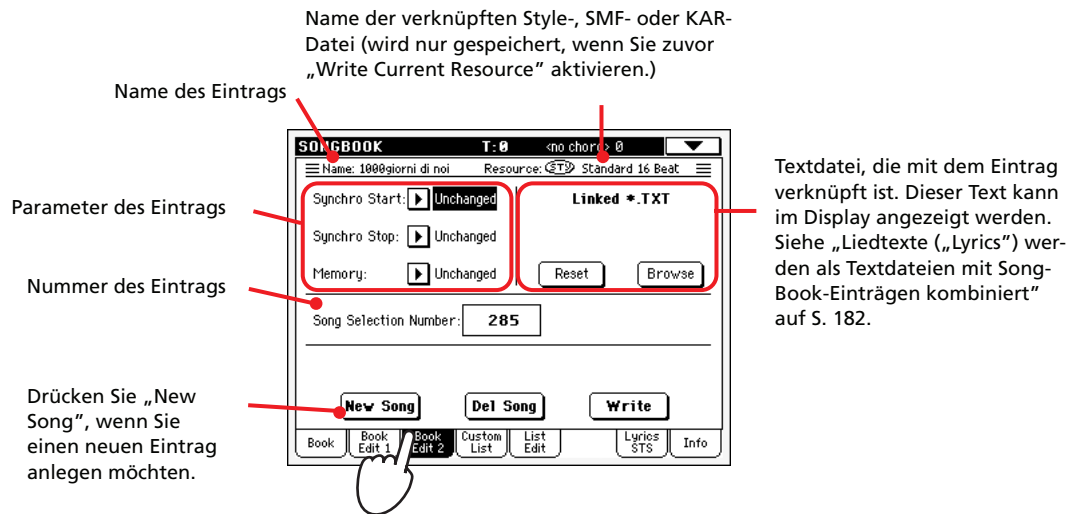 Name der verknüpften Style-, SMF- oder KAR-
Datei (wird nur gespeichert, wenn Sie zuvor
„Write Current Resource” aktivieren.)
Name des Eintrags
SONGBOOK T:0 <no chord> 0
Name: 1000giorni di noi Resource: STY Standard 16 Beat
Parameter des Eintrags
Synchro Start: Unchanged
Linked *.TXT
Synchro Stop: Unchanged
Memory: Unchanged
Reset Browse
Textdatei, die mit dem Eintrag
verknüpft ist. Dieser Text kann
im Display angezeigt werden.
Siehe „Liedtexte („Lyrics”) wer-
den als Textdateien mit Song-
Book-Einträgen kombiniert”
auf S. 182.
Nummer des Eintrags
Song Selection Number: 285
Drücken Sie „New
Song”, wenn Sie
einen neuen Eintrag
anlegen möchten.
New Song Del Song Write
Book Book Edit 1 Book Edit 2 Custom List List Edit Lyrics STS Info